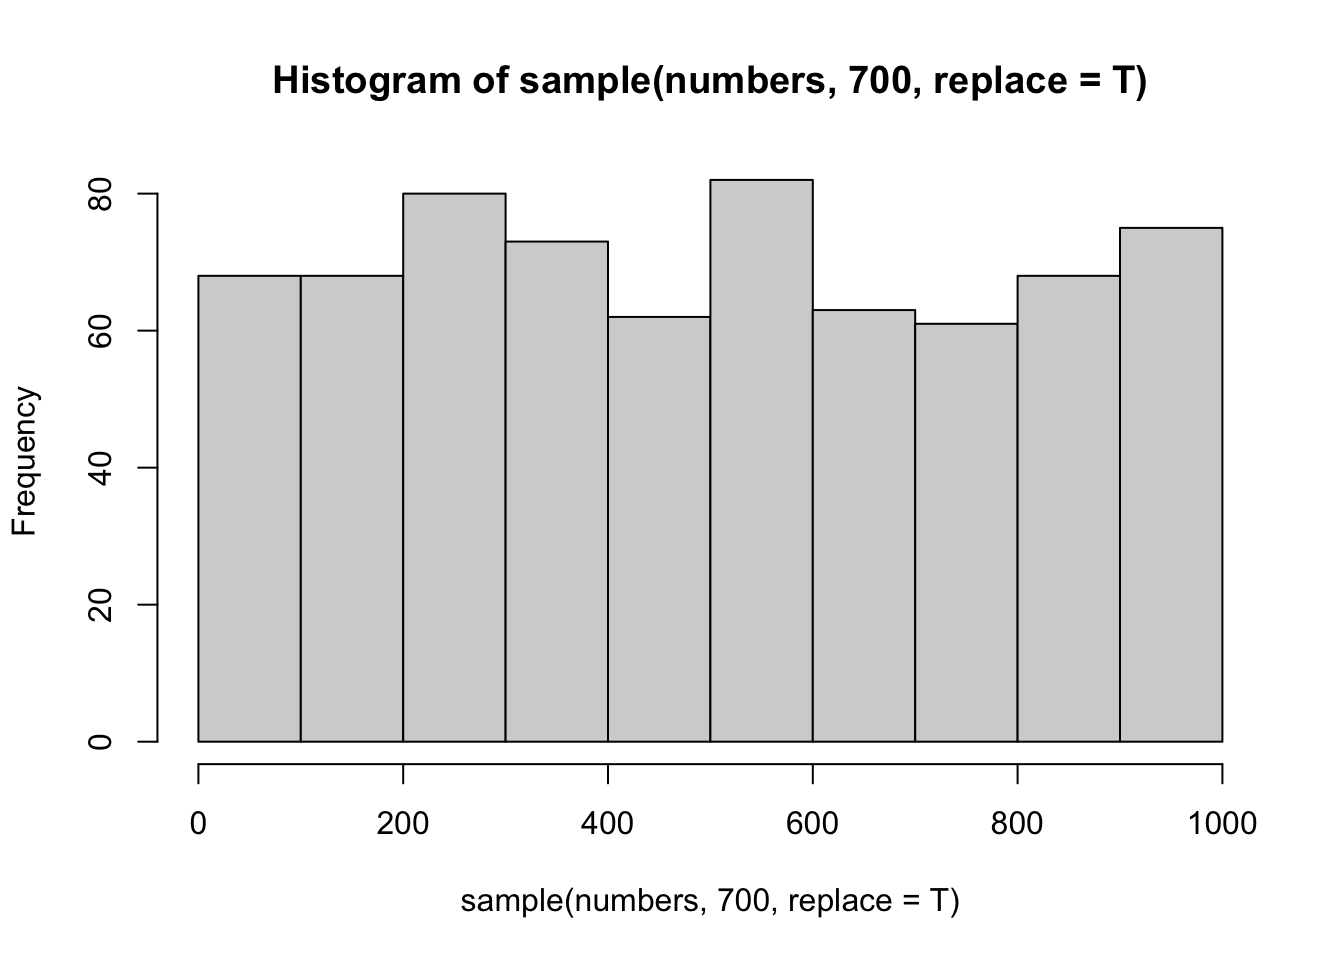 Histogram of sample(numbers, 700, replace = T)
Frequency
80
60
40
20
0
0 200 400 600 800 1000
sample(numbers, 700, replace = T)